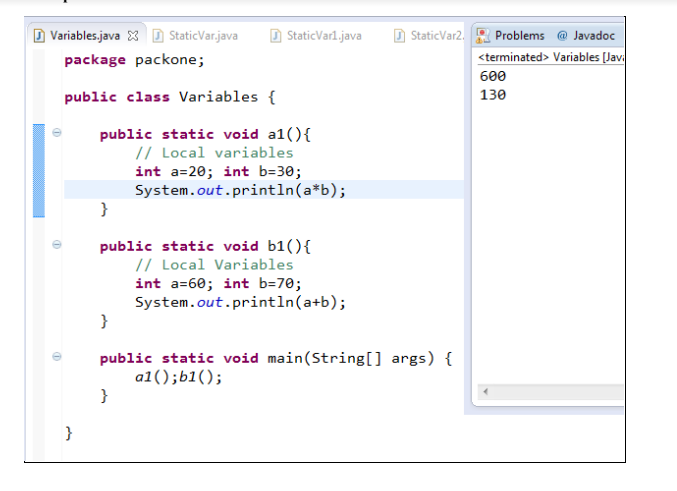 Variables.java StaticVar.java StaticVar1.java StaticVar2.
package packone;
public class Variables {
public static void a1(){
// Local variables
int a=20; int b=30;
System.out.println(a*b);
}
public static void b1(){
// Local Variables
int a=60; int b=70;
System.out.println(a+b);
}
public static void main(String[] args) {
a1();b1();
}
}
Problems @ Javadoc
<terminated> Variables [Java
600
130